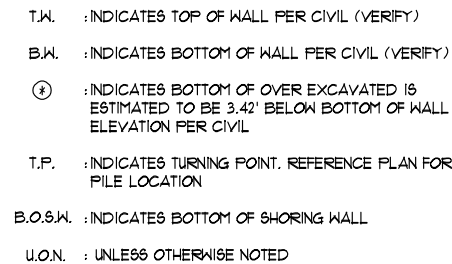 T.W. : INDICATES TOP OF WALL PER CIVIL (VERIFY)
B.W. : INDICATES BOTTOM OF WALL PER CIVIL (VERIFY)
(*) : INDICATES BOTTOM OF OVER EXCAVATED IS
ESTIMATED TO BE 3.42' BELOW BOTTOM OF WALL
ELEVATION PER CIVIL
T.P. : INDICATES TURNING POINT. REFERENCE PLAN FOR
PILE LOCATION
B.O.S.W. : INDICATES BOTTOM OF SHORING WALL
U.O.N. : UNLESS OTHERWISE NOTED